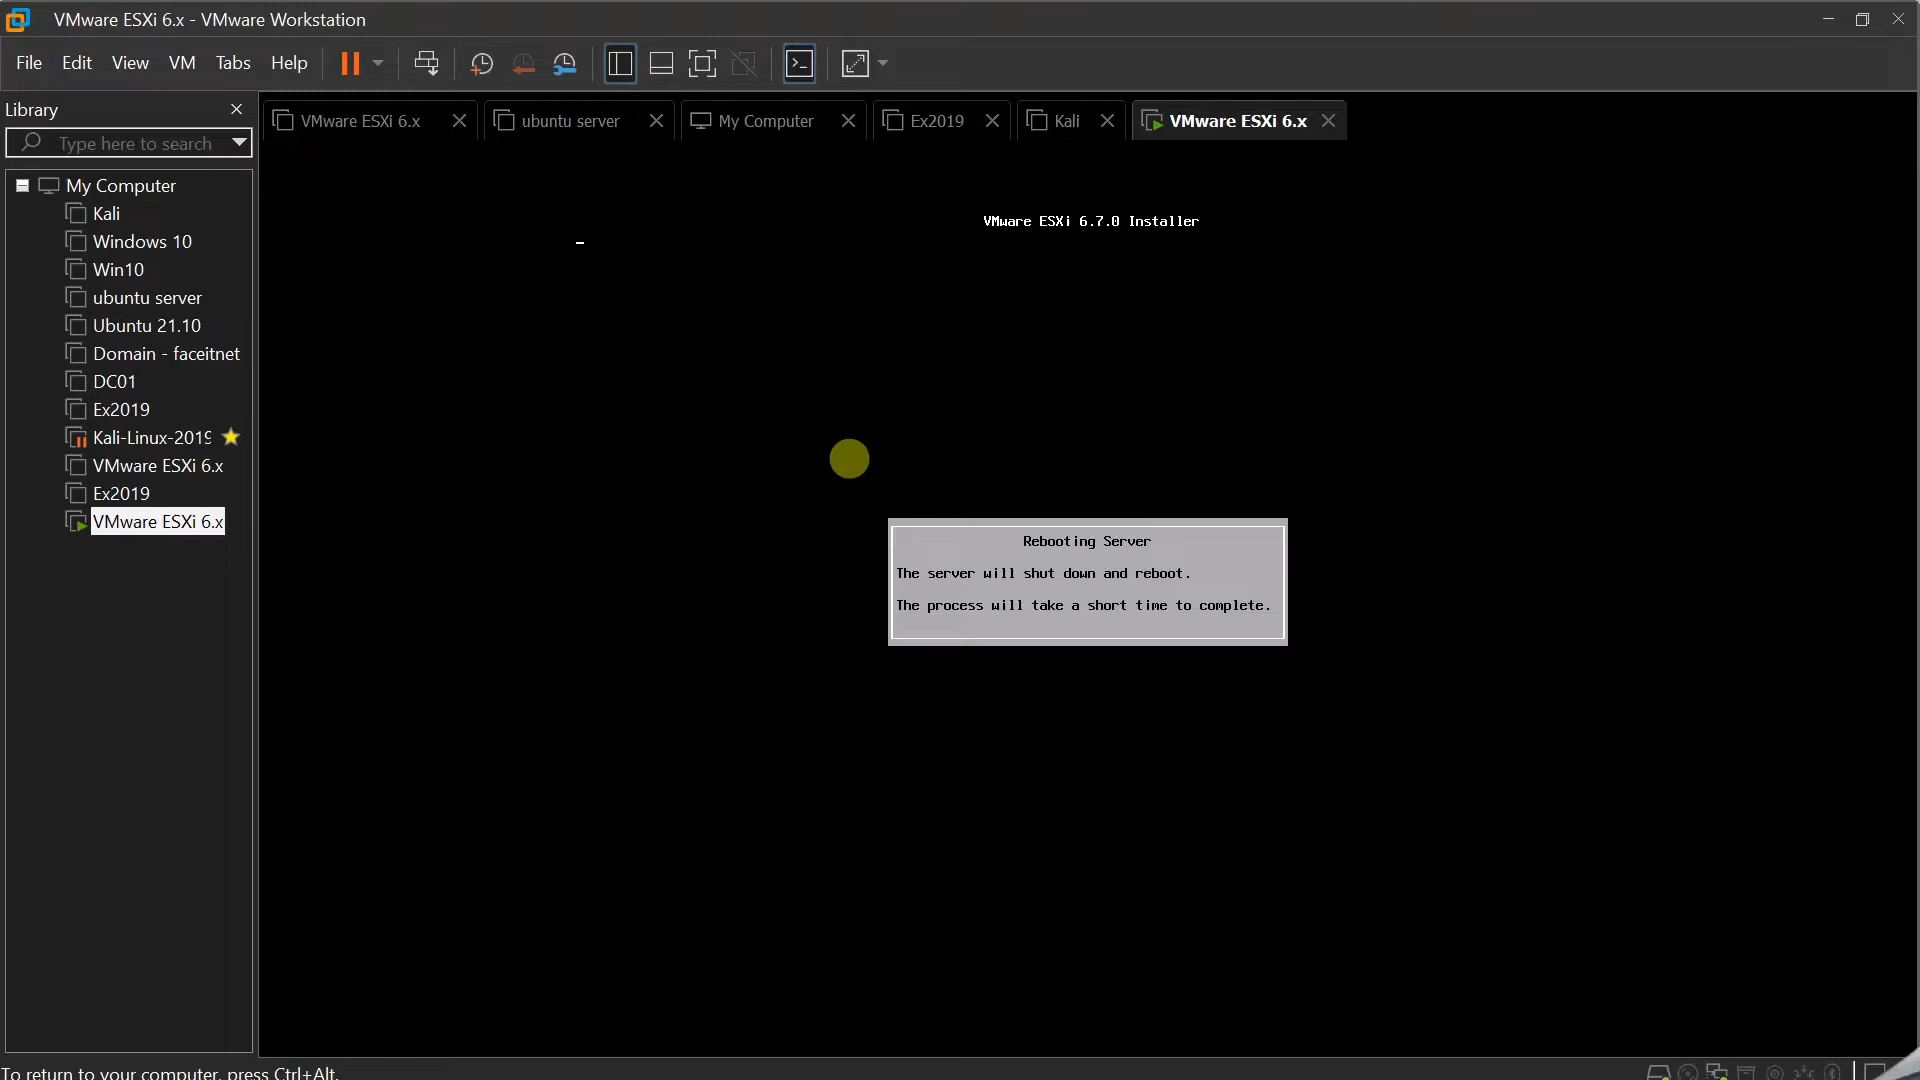 VMware ESXi 6.x - VMware Workstation
File Edit View VM Tabs Help
Library
Type here to search
My Computer
Kali
Windows 10
Win10
ubuntu server
Ubuntu 21.10
Domain - faceitnet
DC01
Ex2019
Kali-Linux-2019
VMware ESXi 6.x
Ex2019
VMware ESXi 6.x
VMware ESXi 6.x ubuntu server My Computer Ex2019 Kali VMware ESXi 6.x
VMware ESXi 6.7.0 Installer
Rebooting Server
The server will shut down and reboot.
The process will take a short time to complete.
To return to your computer, press Ctrl+Alt.